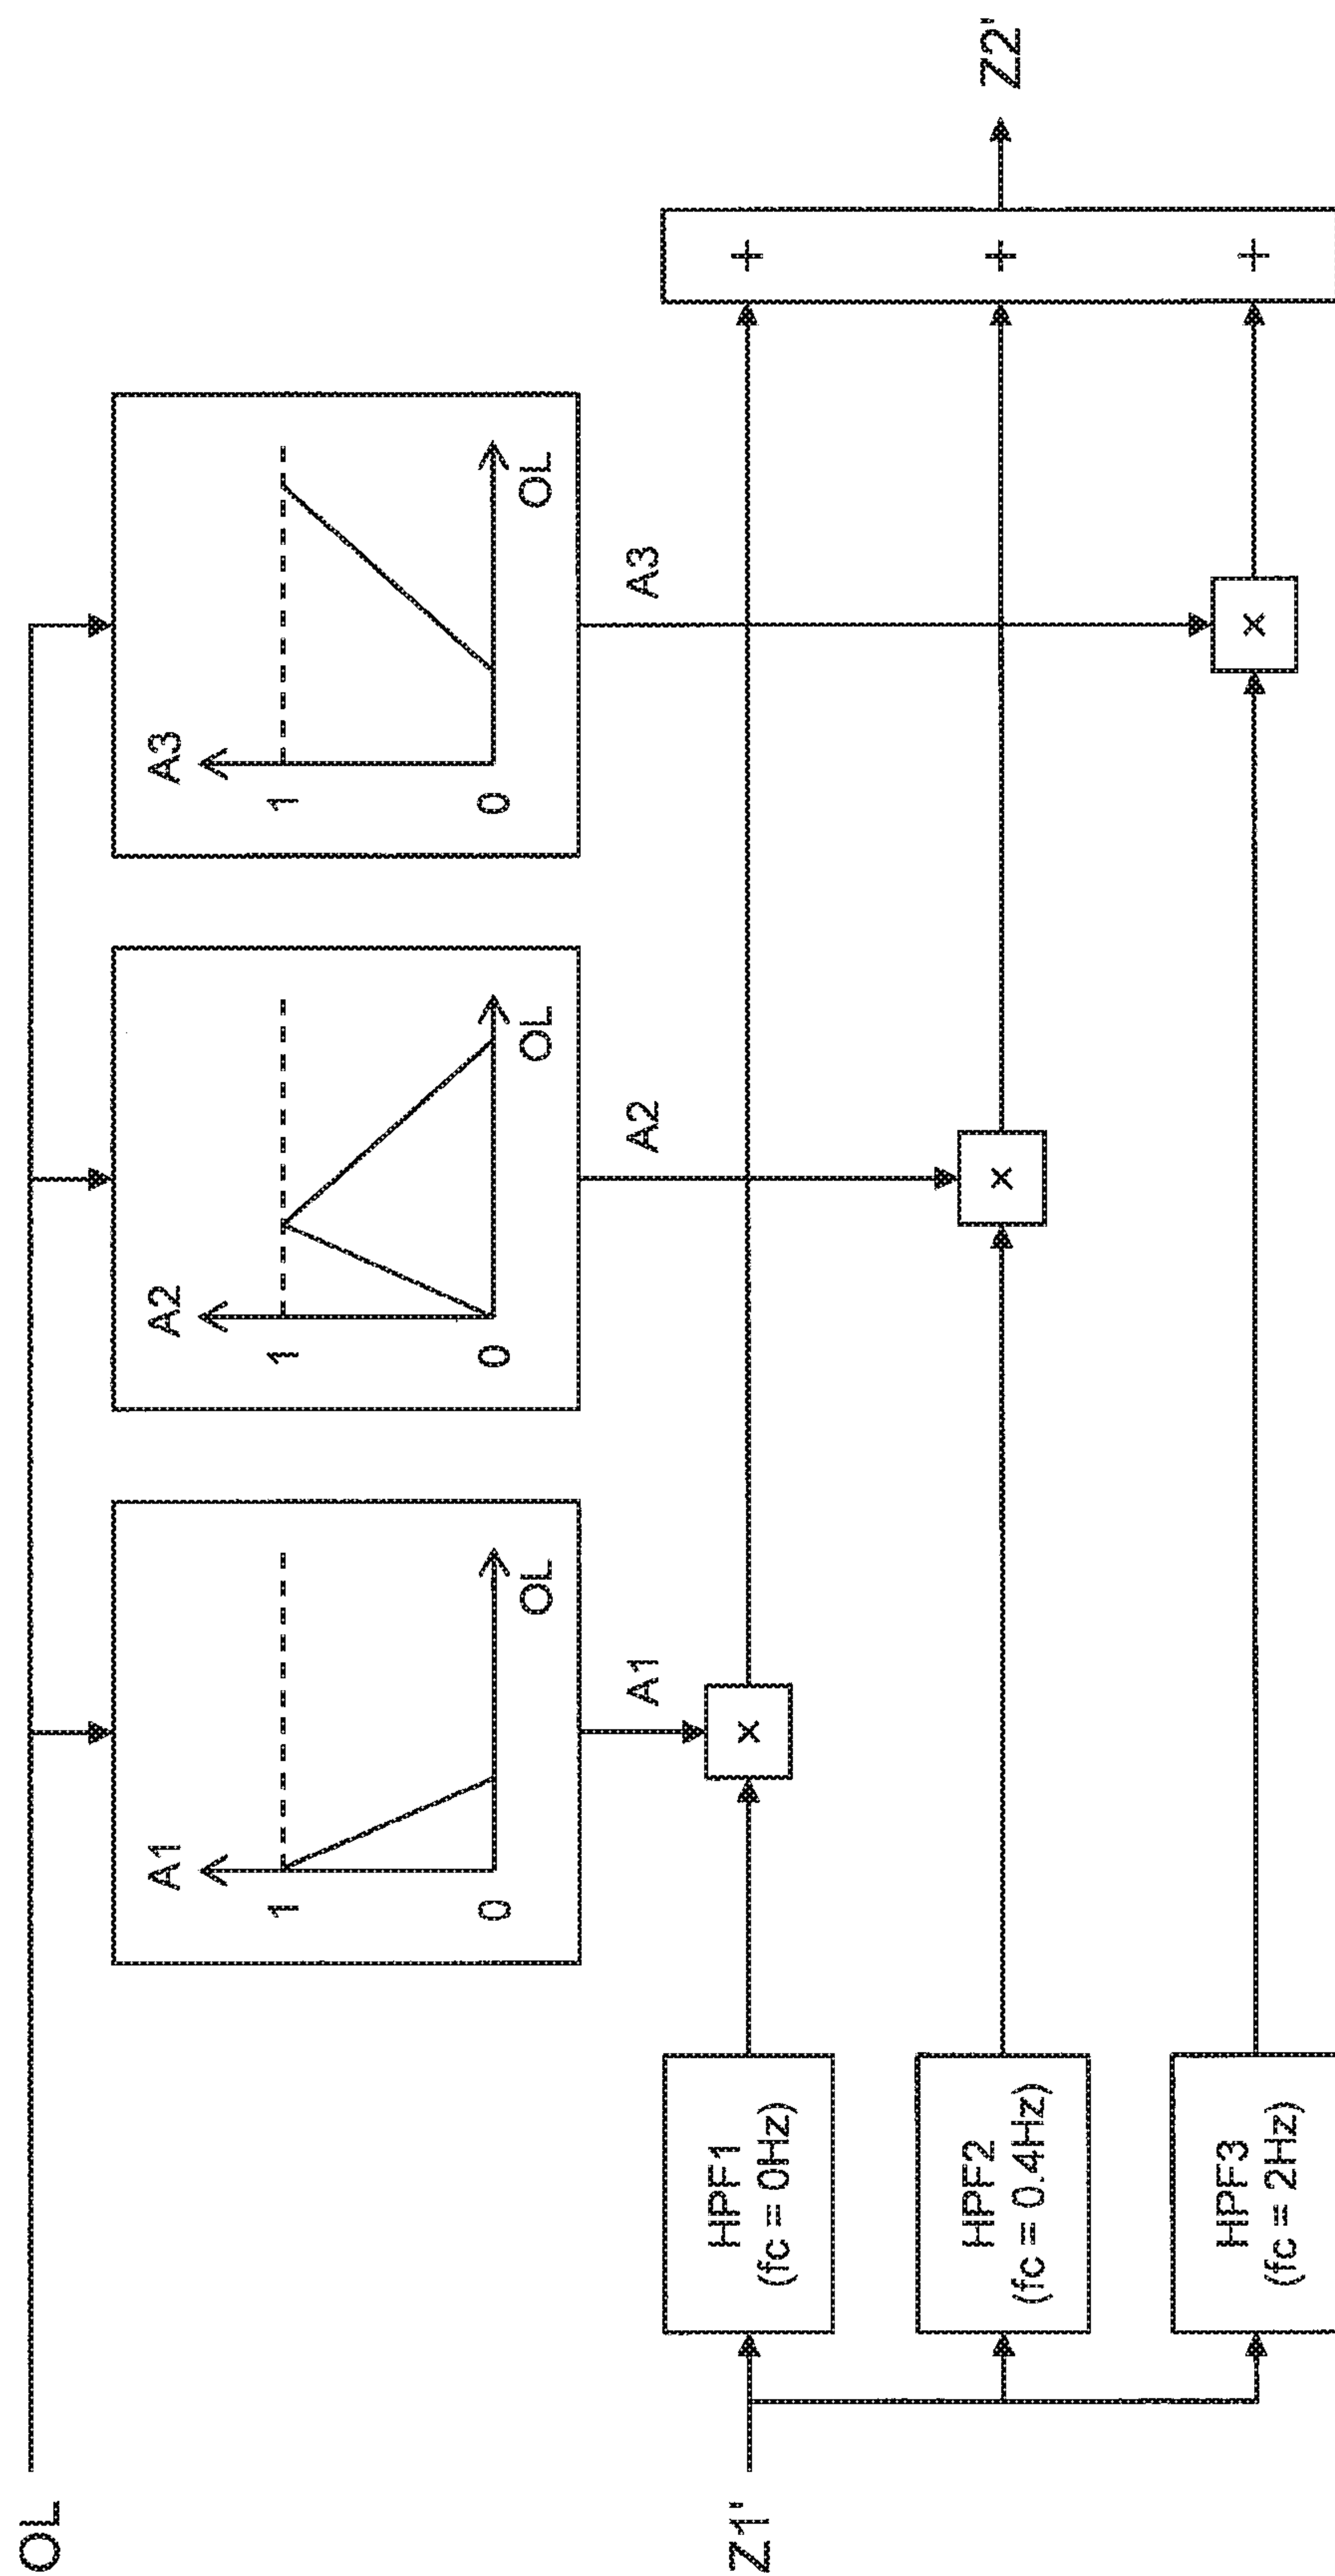 OL
A1
1
0
OL
A1
A2
1
0
OL
A2
A3
1
0
OL
A3
Z1'
HPF1
(fc = 0Hz)
×
+
HPF2
(fc = 0.4Hz)
×
+
Z2'
HPF3
(fc = 2Hz)
×
+